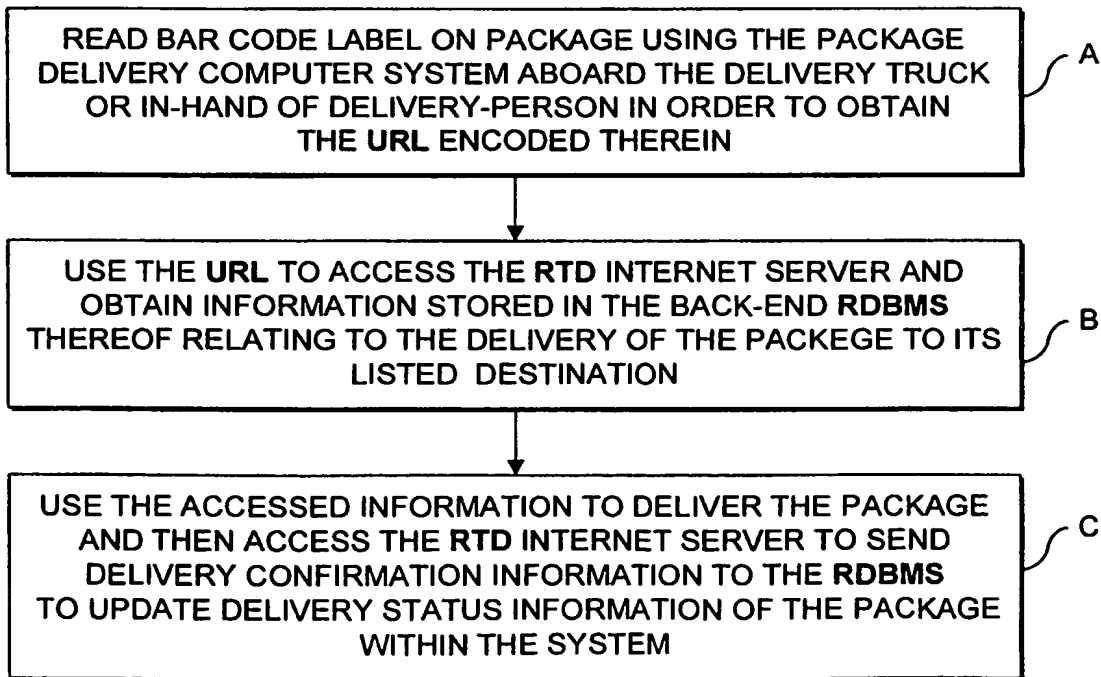 READ BAR CODE LABEL ON PACKAGE USING THE PACKAGE
DELIVERY COMPUTER SYSTEM ABOARD THE DELIVERY TRUCK
OR IN-HAND OF DELIVERY-PERSON IN ORDER TO OBTAIN
THE URL ENCODED THEREIN
A
USE THE URL TO ACCESS THE RTD INTERNET SERVER AND
OBTAIN INFORMATION STORED IN THE BACK-END RDBMS
THEREOF RELATING TO THE DELIVERY OF THE PACKEGE TO ITS
LISTED DESTINATION
B
USE THE ACCESSED INFORMATION TO DELIVER THE PACKAGE
AND THEN ACCESS THE RTD INTERNET SERVER TO SEND
DELIVERY CONFIRMATION INFORMATION TO THE RDBMS
TO UPDATE DELIVERY STATUS INFORMATION OF THE PACKAGE
WITHIN THE SYSTEM
C